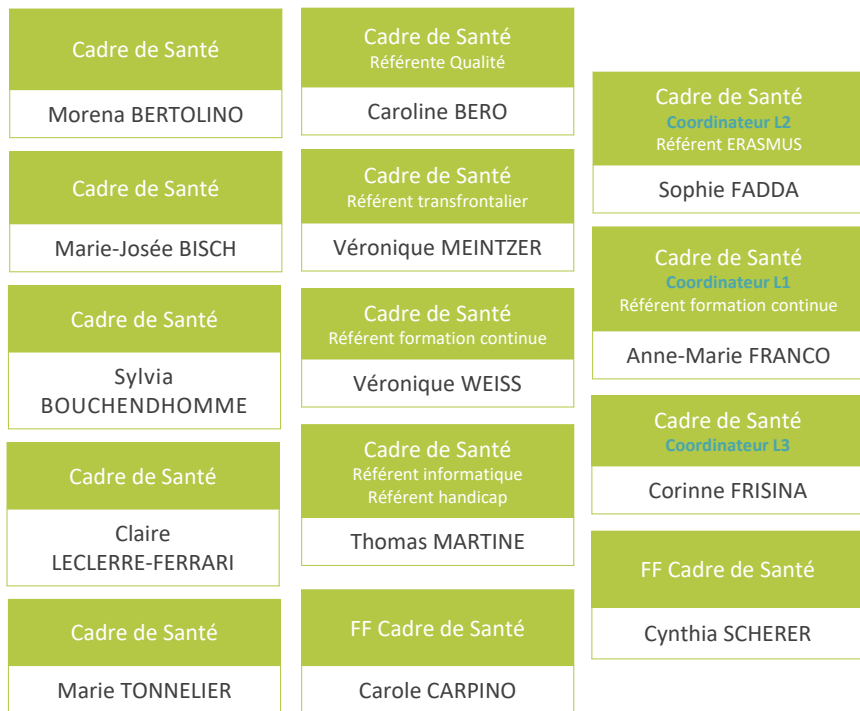 Cadre de Santé
Morena BERTOLINO
Cadre de Santé
Marie-Josée BISCH
Cadre de Santé
Sylvia
BOUCHENDHOMME
Cadre de Santé
Claire
LECLERRE-FERRARI
Cadre de Santé
Marie TONNELIER
Cadre de Santé
Référente Qualité
Caroline BERO
Cadre de Santé
Référent transfrontalier
Véronique MEINTZER
Cadre de Santé
Référent formation continue
Véronique WEISS
Cadre de Santé
Référent informatique
Référent handicap
Thomas MARTINE
FF Cadre de Santé
Carole CARPINO
Cadre de Santé
Coordinateur L2
Référent ERASMUS
Sophie FADDA
Cadre de Santé
Coordinateur L1
Référent formation continue
Anne-Marie FRANCO
Cadre de Santé
Coordinateur L3
Corinne FRISINA
FF Cadre de Santé
Cynthia SCHERER